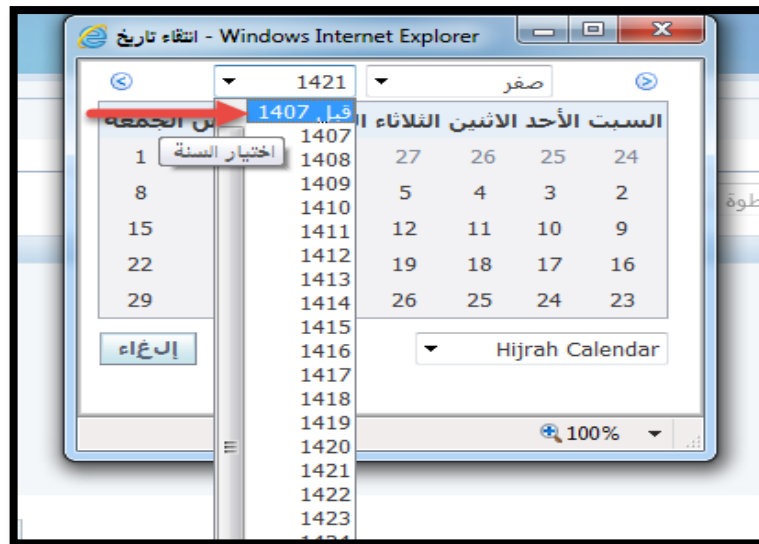 انتقاء تاريخ - Windows Internet Explorer
صفر 1421
السبت الأحد الاثنين الثلاثاء الجمعة
24 25 26 27 1
2 3 4 5 8
9 10 11 12 15
16 17 18 19 22
23 24 25 26 29
قبل 1407
1407
اختيار السنة
1408
1409
1410
1411
1412
1413
1414
1415
1416
1417
1418
1419
1420
1421
1422
1423
Hijrah Calendar
إلغاء
100%